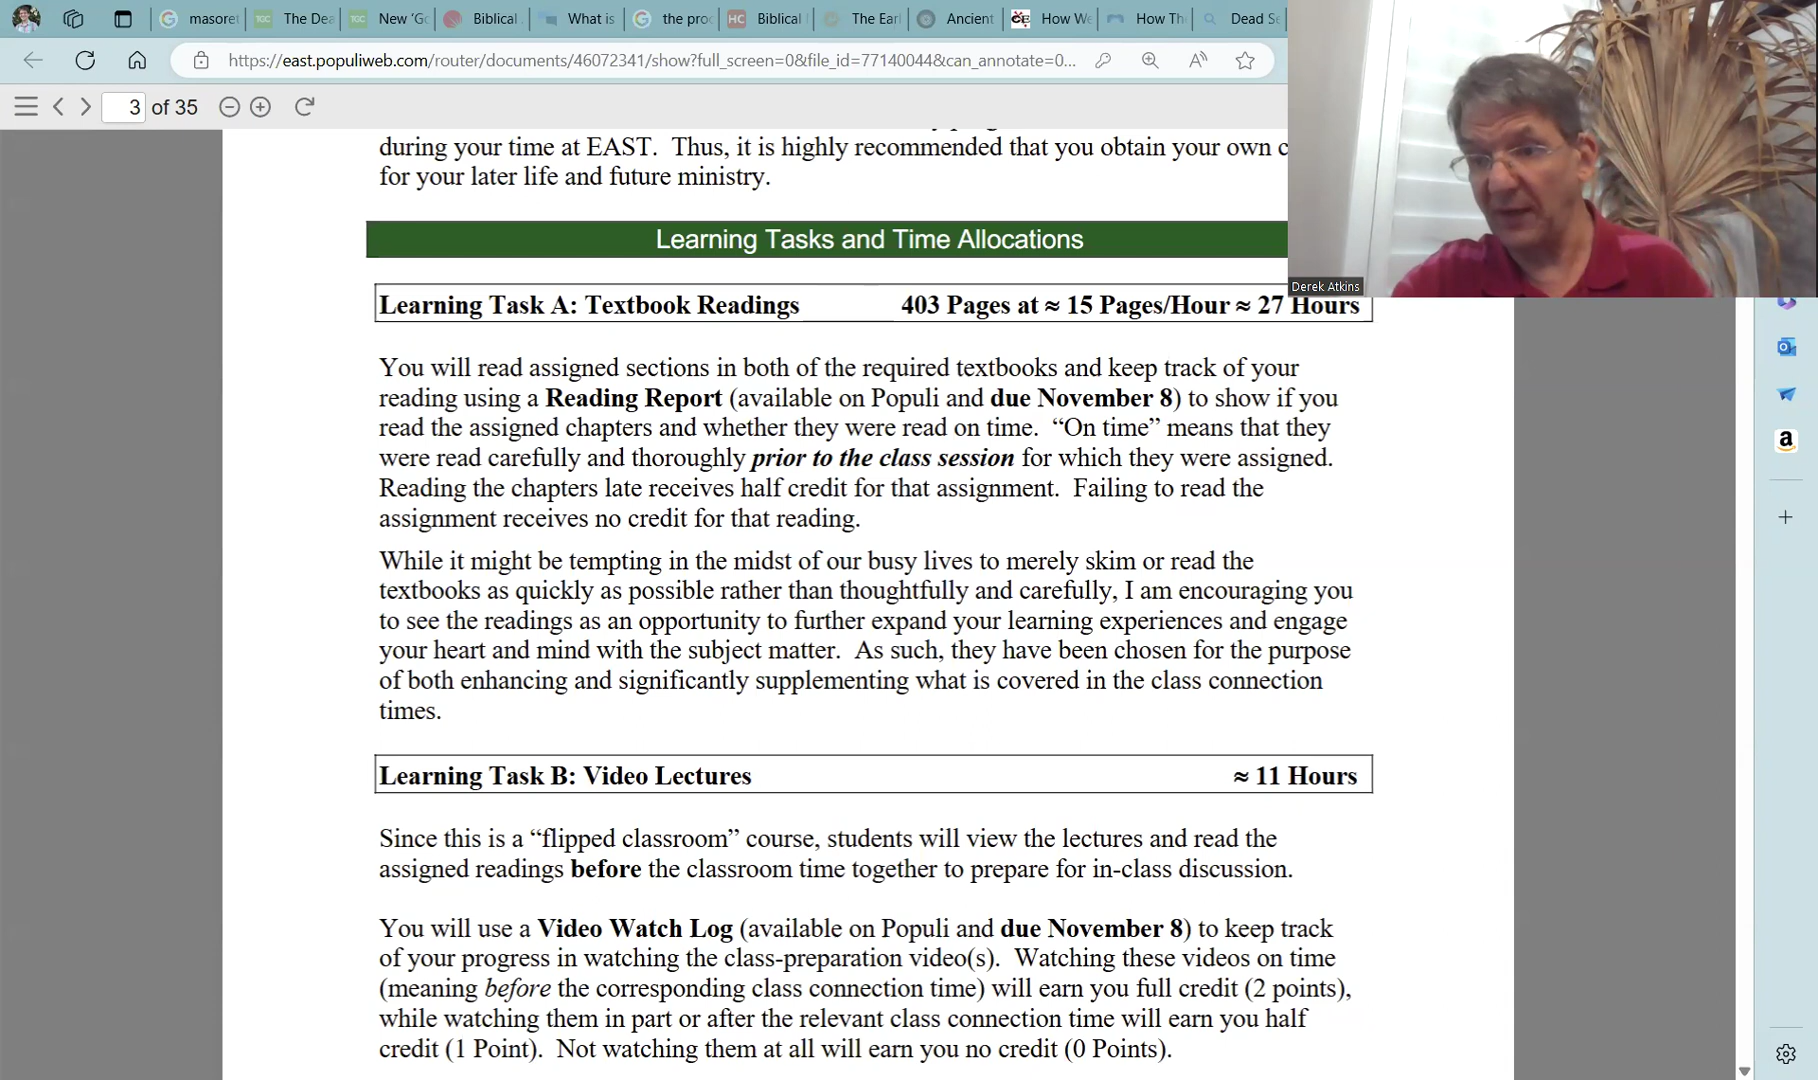 masoret
The Dea
New 'Go
Biblical
What is
the proc
Biblical
The Earl
Ancient
How We
How Thi
Dead Se
https://east.populiweb.com/router/documents/46072341/show?full_screen=0&file_id=77140044&can_annotate=0...
3 of 35
during your time at EAST. Thus, it is highly recommended that you obtain your own c
for your later life and future ministry.
Learning Tasks and Time Allocations
Derek Atkins
Learning Task A: Textbook Readings 403 Pages at ≈ 15 Pages/Hour ≈ 27 Hours
You will read assigned sections in both of the required textbooks and keep track of your
reading using a Reading Report (available on Populi and due November 8) to show if you
read the assigned chapters and whether they were read on time. “On time” means that they
were read carefully and thoroughly prior to the class session for which they were assigned.
Reading the chapters late receives half credit for that assignment. Failing to read the
assignment receives no credit for that reading.
While it might be tempting in the midst of our busy lives to merely skim or read the
textbooks as quickly as possible rather than thoughtfully and carefully, I am encouraging you
to see the readings as an opportunity to further expand your learning experiences and engage
your heart and mind with the subject matter. As such, they have been chosen for the purpose
of both enhancing and significantly supplementing what is covered in the class connection
times.
Learning Task B: Video Lectures ≈ 11 Hours
Since this is a “flipped classroom” course, students will view the lectures and read the
assigned readings before the classroom time together to prepare for in-class discussion.
You will use a Video Watch Log (available on Populi and due November 8) to keep track
of your progress in watching the class-preparation video(s). Watching these videos on time
(meaning before the corresponding class connection time) will earn you full credit (2 points),
while watching them in part or after the relevant class connection time will earn you half
credit (1 Point). Not watching them at all will earn you no credit (0 Points).